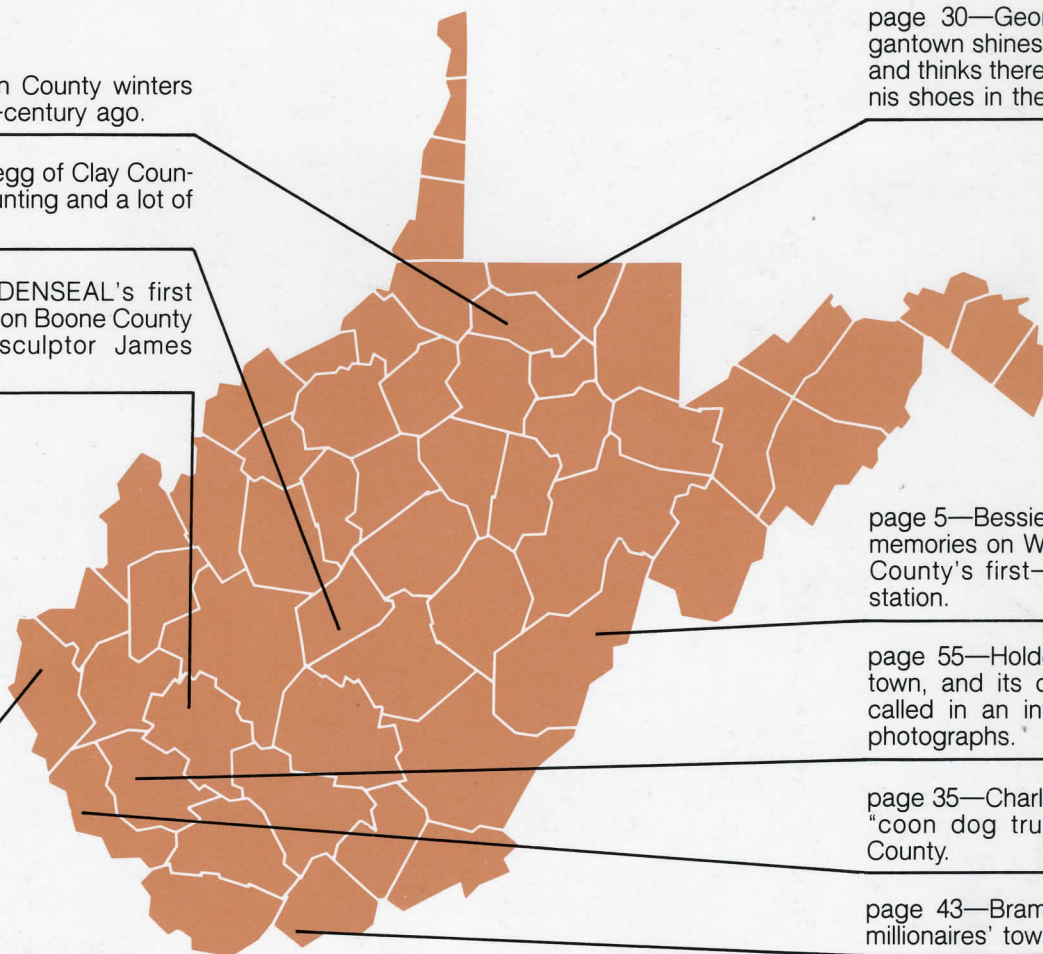 n County winters
-century ago.
egg of Clay Coun-
unting and a lot of
DENSEAL's first
on Boone County
sculptor James
page 30—Geor
gantown shines
and thinks there
nis shoes in the
page 5—Bessie
memories on W
County's first—
station.
page 55—Holde
town, and its c
called in an in
photographs.
page 35—Charl
"coon dog tru
County.
page 43—Bram
millionaires' tow